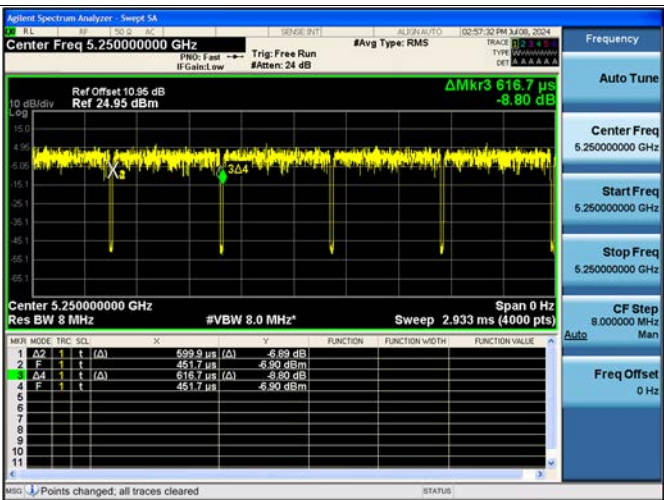 Agilent Spectrum Analyzer - Swept SA
RL RF 50 Ω AC SENSE:INT ALIGN AUTO 02:57:32 PM Jul 08, 2024
Center Freq 5.250000000 GHz #Avg Type: RMS TRACE 1 2 3 4 5 6
PNO: Fast Trig: Free Run TYPE
IFGain:Low #Atten: 24 dB DET A A A A A A
ΔMkr3 616.7 µs
Ref Offset 10.95 dB
10 dB/div Ref 24.95 dBm -8.80 dB
Log
15.0
4.95
-5.05
-15.1
-25.1
-35.1
-45.1
-55.1
-65.1
X2
3Δ4
Center 5.250000000 GHz Span 0 Hz
Res BW 8 MHz #VBW 8.0 MHz* Sweep 2.933 ms (4000 pts)
MKR MODE TRC SCL X Y FUNCTION FUNCTION WIDTH FUNCTION VALUE
1 Δ2 1 t (Δ) 599.9 µs (Δ) -6.89 dB
2 F 1 t 451.7 µs -6.90 dBm
3 Δ4 1 t (Δ) 616.7 µs (Δ) -8.80 dB
4 F 1 t 451.7 µs -6.90 dBm
5
6
7
8
9
10
11
MSG Points changed; all traces cleared STATUS
Frequency
Auto Tune
Center Freq
5.250000000 GHz
Start Freq
5.250000000 GHz
Stop Freq
5.250000000 GHz
CF Step
8.000000 MHz
Auto Man
Freq Offset
0 Hz